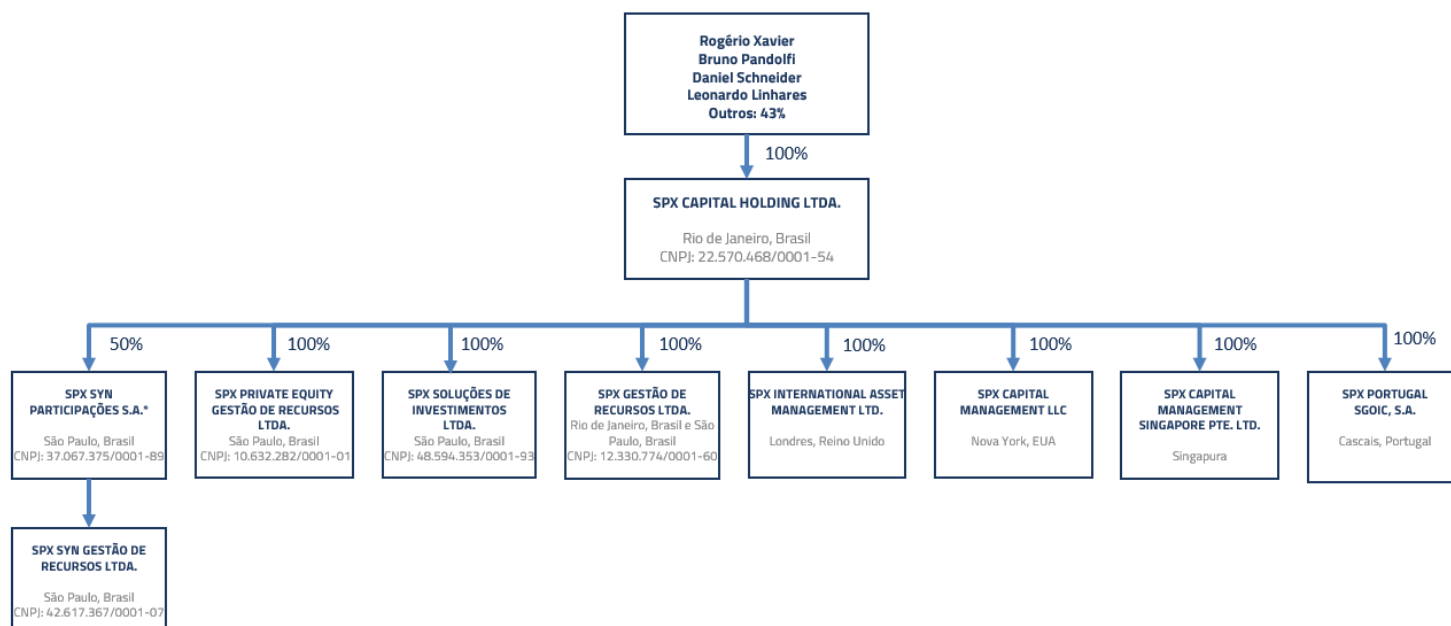 Rogério Xavier
Bruno Pandolfi
Daniel Schneider
Leonardo Linhares
Outros: 43%
100%
SPX CAPITAL HOLDING LTDA.
Rio de Janeiro, Brasil
CNPJ: 22.570.468/0001-54
50%
100%
100%
100%
100%
100%
100%
100%
SPX SYN
PARTICIPAÇÕES S.A.*
São Paulo, Brasil
CNPJ: 37.067.375/0001-89
SPX PRIVATE EQUITY
GESTÃO DE RECURSOS
LTDA.
São Paulo, Brasil
CNPJ: 10.632.282/0001-01
SPX SOLUÇÕES DE
INVESTIMENTOS
LTDA.
São Paulo, Brasil
CNPJ: 48.594.353/0001-93
SPX GESTÃO DE
RECURSOS LTDA.
Rio de Janeiro, Brasil e São
Paulo, Brasil
CNPJ: 12.330.774/0001-60
SPX INTERNATIONAL ASSET
MANAGEMENT LTD.
Londres, Reino Unido
SPX CAPITAL
MANAGEMENT LLC
Nova York, EUA
SPX CAPITAL
MANAGEMENT
SINGAPORE PTE. LTD.
Singapura
SPX PORTUGAL
SGOIC, S.A.
Cascais, Portugal
SPX SYN GESTÃO DE
RECURSOS LTDA.
São Paulo, Brasil
CNPJ: 42.617.367/0001-07